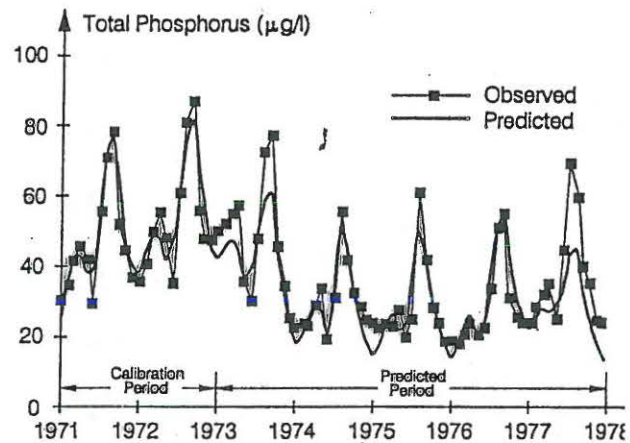 Total Phosphorus (µg/l)
100
80
60
40
20
0
Observed
Predicted
Calibration
Period
Predicted
Period
1971 1972 1973 1974 1975 1976 1977 1978